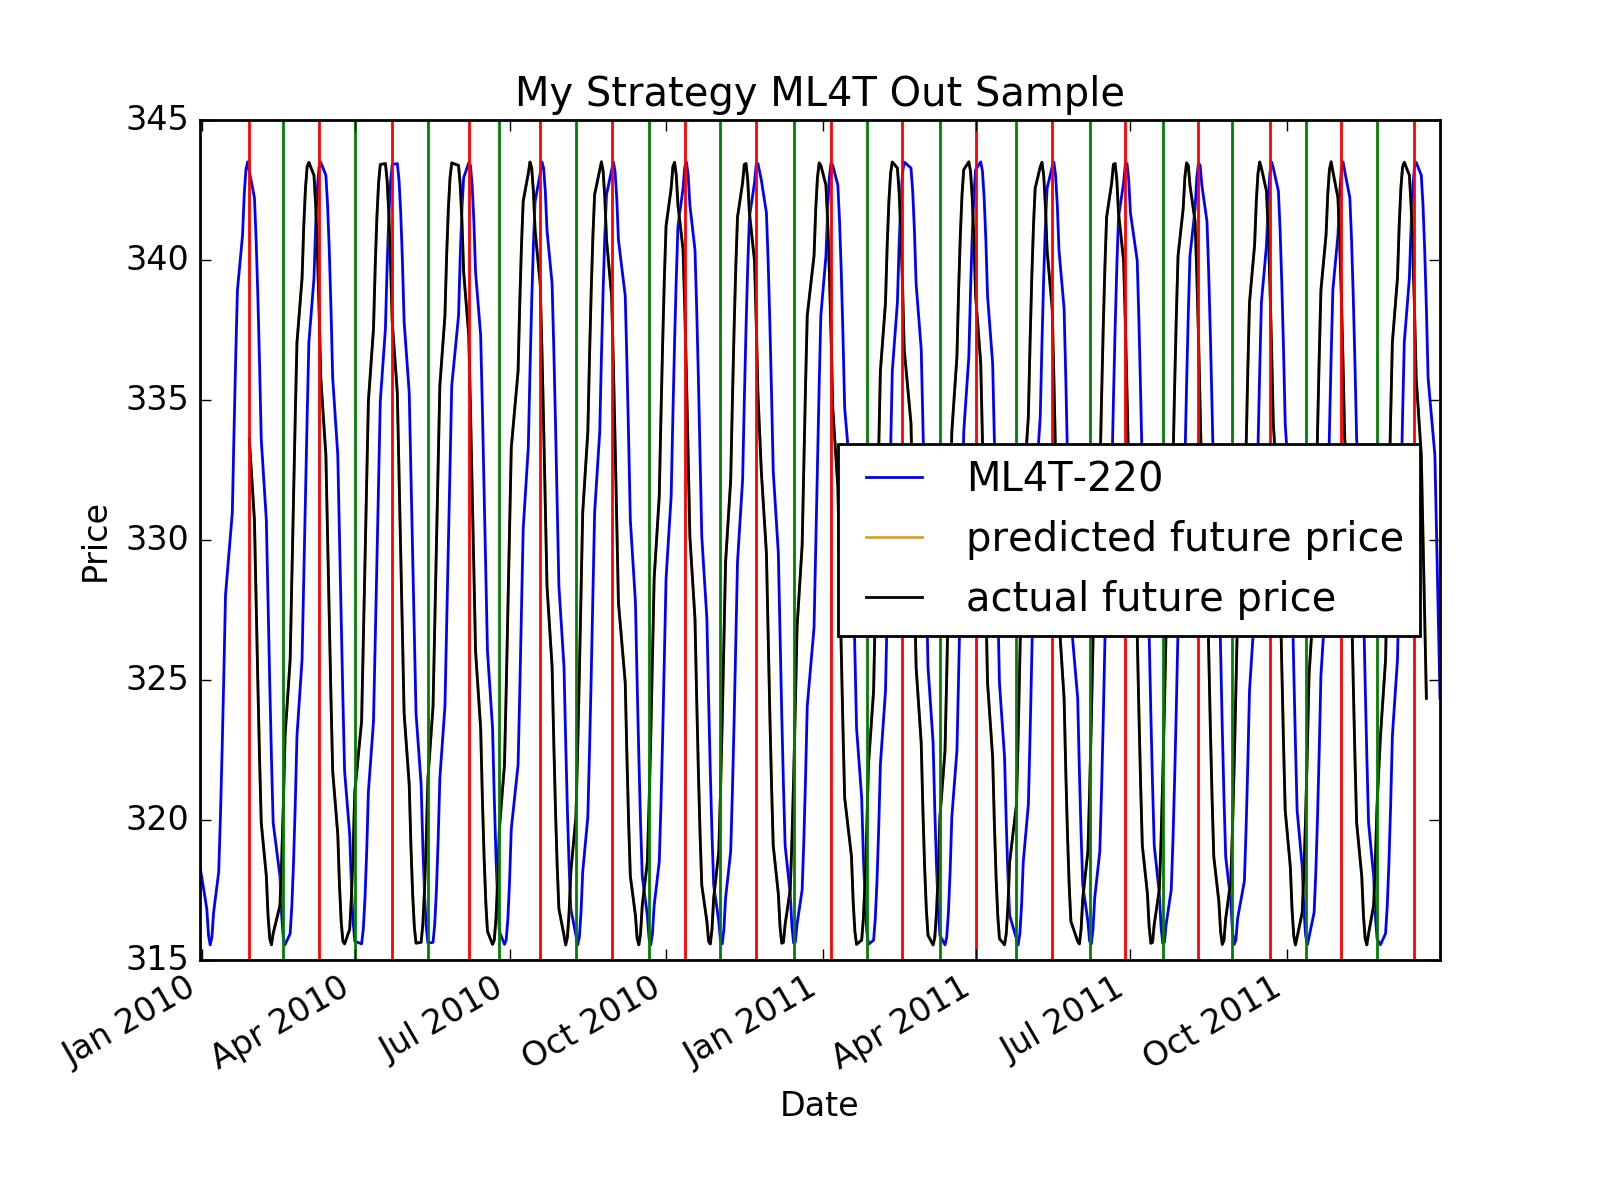 My Strategy ML4T Out Sample
345
340
335
330
325
320
315
Price
ML4T-220
predicted future price
actual future price
Jan 2010
Apr 2010
Jul 2010
Oct 2010
Jan 2011
Apr 2011
Jul 2011
Oct 2011
Date